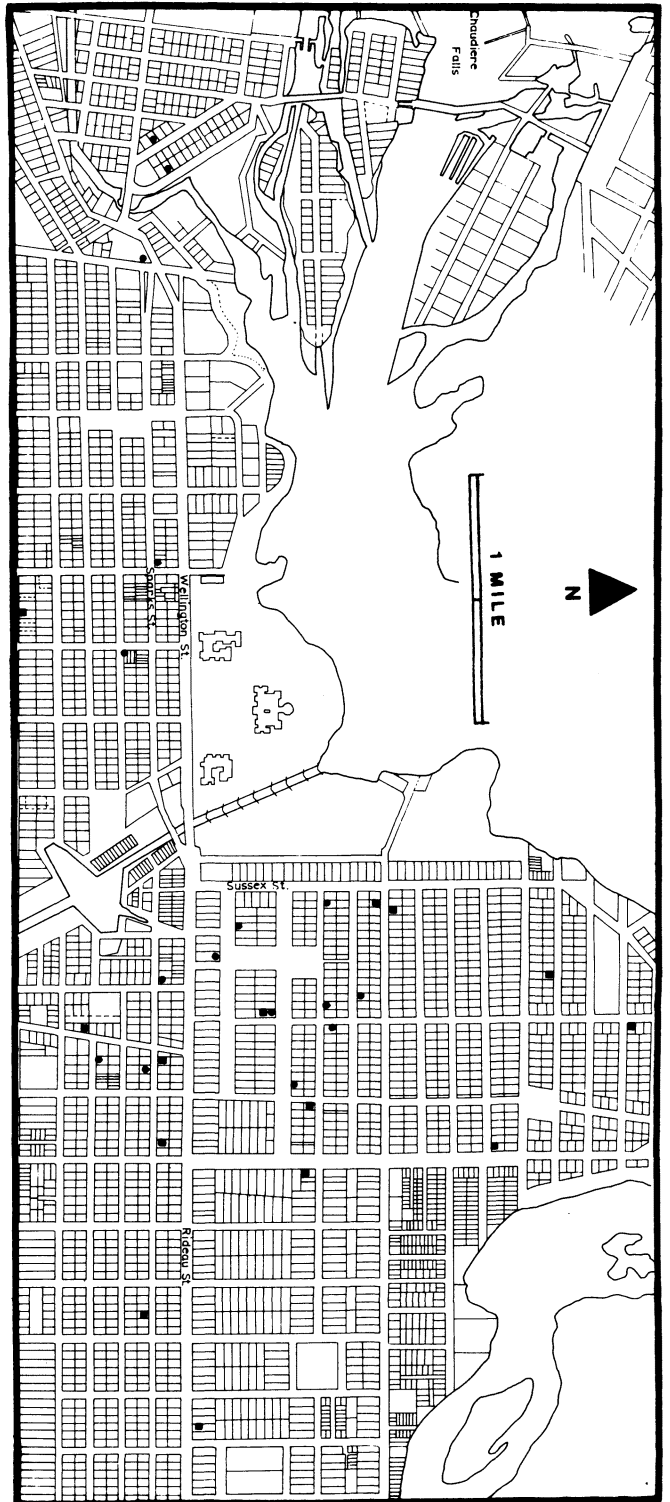 Chaudiere
Falls
1 MILE
N
Wellington St.
Sparks St
Sussex St.
Rideau St.